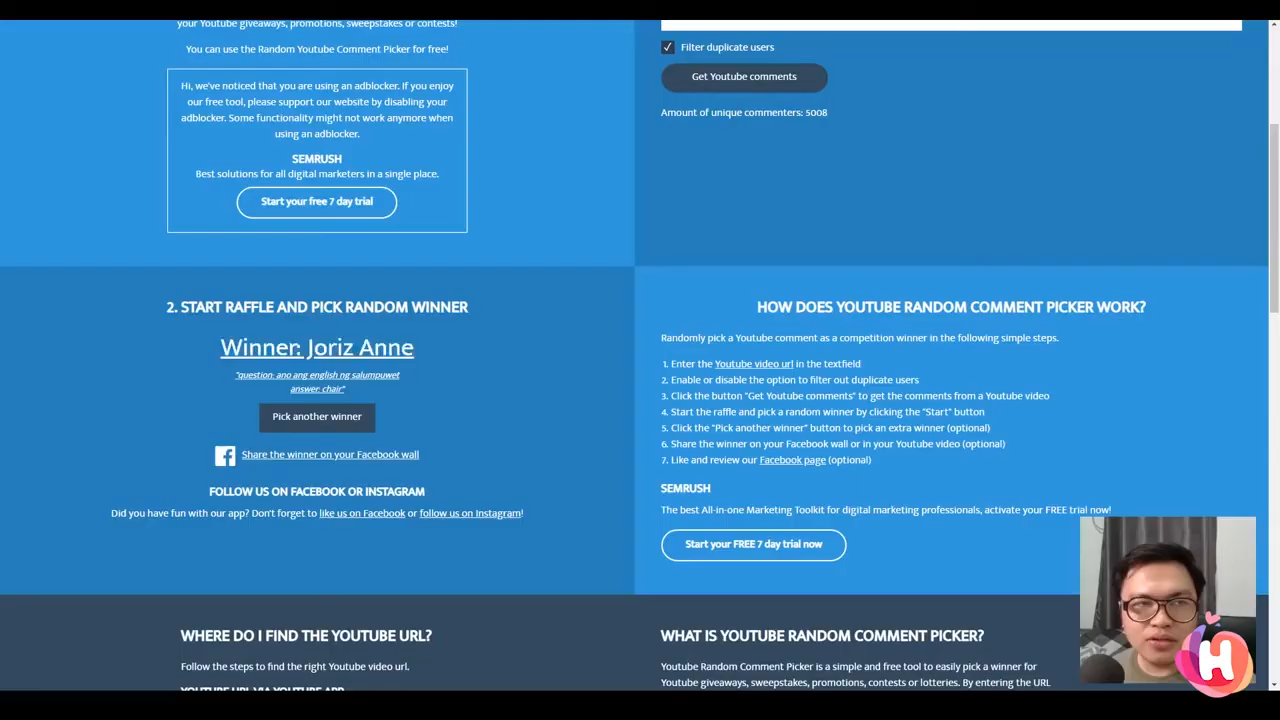 your Youtube giveaways, promotions, sweepstakes or contests!
You can use the Random Youtube Comment Picker for free!
Hi, we've noticed that you are using an adblocker. If you enjoy
our free tool, please support our website by disabling your
adblocker. Some functionality might not work anymore when
using an adblocker.
SEMRUSH
Best solutions for all digital marketers in a single place.
Start your free 7 day trial
Filter duplicate users
Get Youtube comments
Amount of unique commenters: 5008
2. START RAFFLE AND PICK RANDOM WINNER
Winner: Joriz Anne
"question: ano ang english ng salumpuwet
answer: chair"
Pick another winner
Share the winner on your Facebook wall
FOLLOW US ON FACEBOOK OR INSTAGRAM
Did you have fun with our app? Don't forget to like us on Facebook or follow us on Instagram!
HOW DOES YOUTUBE RANDOM COMMENT PICKER WORK?
Randomly pick a Youtube comment as a competition winner in the following simple steps.
1. Enter the Youtube video url in the textfield
2. Enable or disable the option to filter out duplicate users
3. Click the button "Get Youtube comments" to get the comments from a Youtube video
4. Start the raffle and pick a random winner by clicking the "Start" button
5. Click the "Pick another winner" button to pick an extra winner (optional)
6. Share the winner on your Facebook wall or in your Youtube video (optional)
7. Like and review our Facebook page (optional)
SEMRUSH
The best All-in-one Marketing Toolkit for digital marketing professionals, activate your FREE trial now!
Start your FREE 7 day trial now
WHERE DO I FIND THE YOUTUBE URL?
Follow the steps to find the right Youtube video url.
YOUTUBE URL VIA YOUTUBE APP
WHAT IS YOUTUBE RANDOM COMMENT PICKER?
Youtube Random Comment Picker is a simple and free tool to easily pick a winner for
Youtube giveaways, sweepstakes, promotions, contests or lotteries. By entering the URL
H